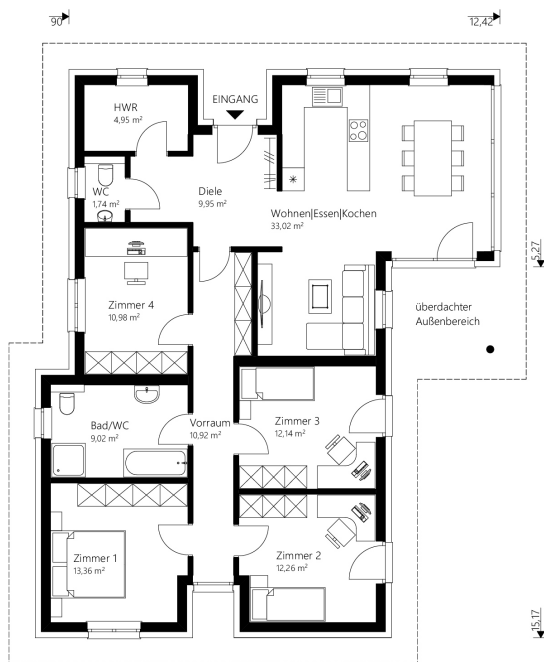 90
12,42
HWR
4,95 m²
EINGANG
WC
1,74 m²
Diele
9,95 m²
Wohnen|Essen|Kochen
33,02 m²
5,27
Zimmer 4
10,98 m²
überdachter
Außenbereich
Bad/WC
9,02 m²
Vorraum
10,92 m²
Zimmer 3
12,14 m²
Zimmer 1
13,36 m²
Zimmer 2
12,26 m²
15,17